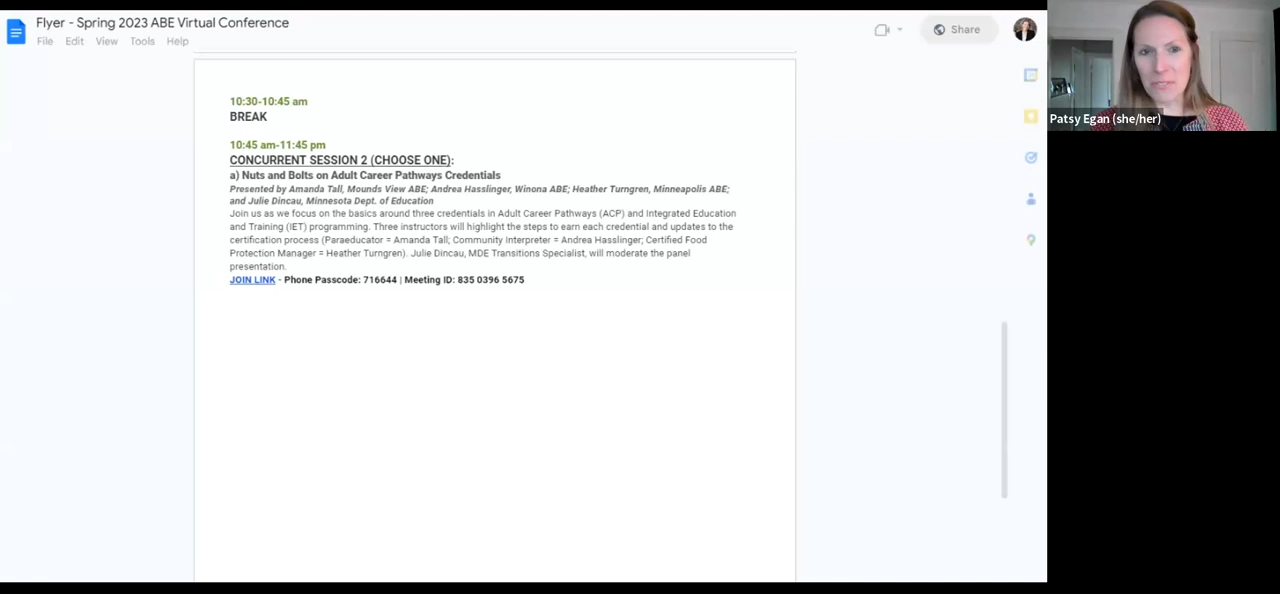 Flyer - Spring 2023 ABE Virtual Conference
File Edit View Tools Help
Share
Patsy Egan (she/her)
10:30-10:45 am
BREAK
10:45 am-11:45 pm
CONCURRENT SESSION 2 (CHOOSE ONE):
a) Nuts and Bolts on Adult Career Pathways Credentials
Presented by Amanda Tall, Mounds View ABE; Andrea Hasslinger, Winona ABE; Heather Turngren, Minneapolis ABE;
and Julie Dincau, Minnesota Dept. of Education
Join us as we focus on the basics around three credentials in Adult Career Pathways (ACP) and Integrated Education
and Training (IET) programming. Three instructors will highlight the steps to earn each credential and updates to the
certification process (Paraeducator = Amanda Tall; Community Interpreter = Andrea Hasslinger; Certified Food
Protection Manager = Heather Turngren). Julie Dincau, MDE Transitions Specialist, will moderate the panel
presentation.
JOIN LINK - Phone Passcode: 716644 | Meeting ID: 835 0396 5675